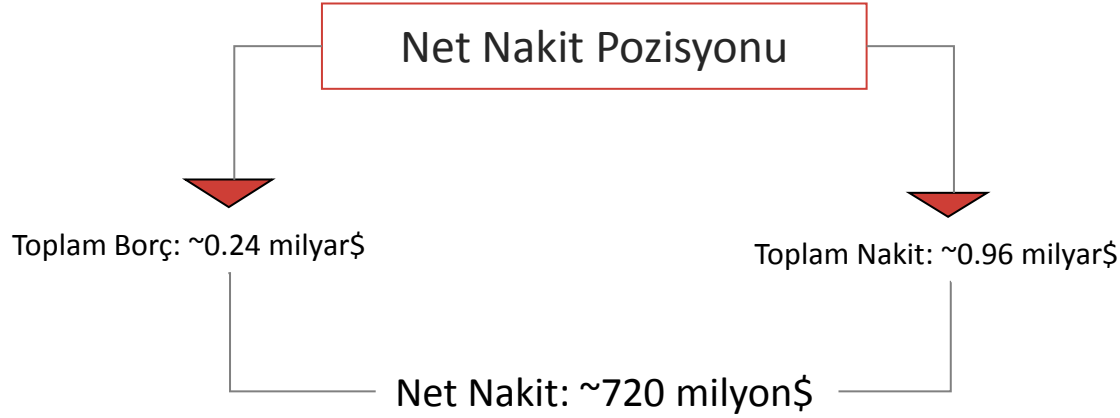 Net Nakit Pozisyonu
Toplam Borç: ~0.24 milyar$
Toplam Nakit: ~0.96 milyar$
Net Nakit: ~720 milyon$